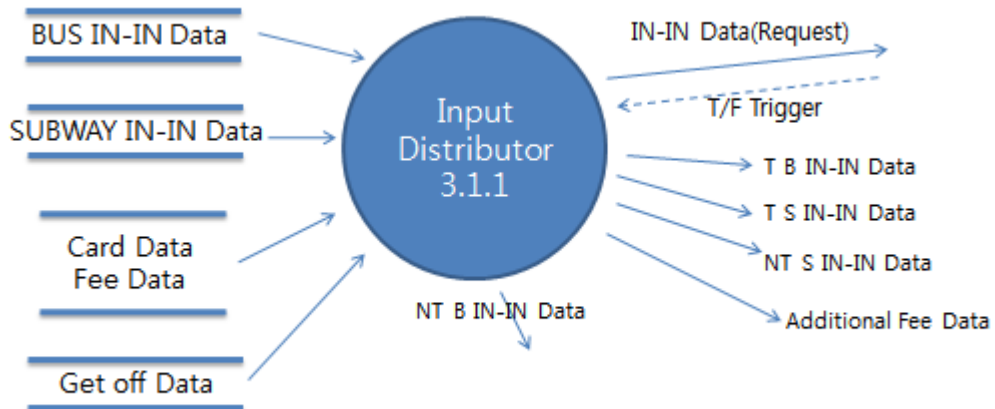 BUS IN-IN Data
SUBWAY IN-IN Data
Card Data
Fee Data
Get off Data
Input
Distributor
3.1.1
NT B IN-IN Data
IN-IN Data(Request)
T/F Trigger
T B IN-IN Data
T S IN-IN Data
NT S IN-IN Data
Additional Fee Data